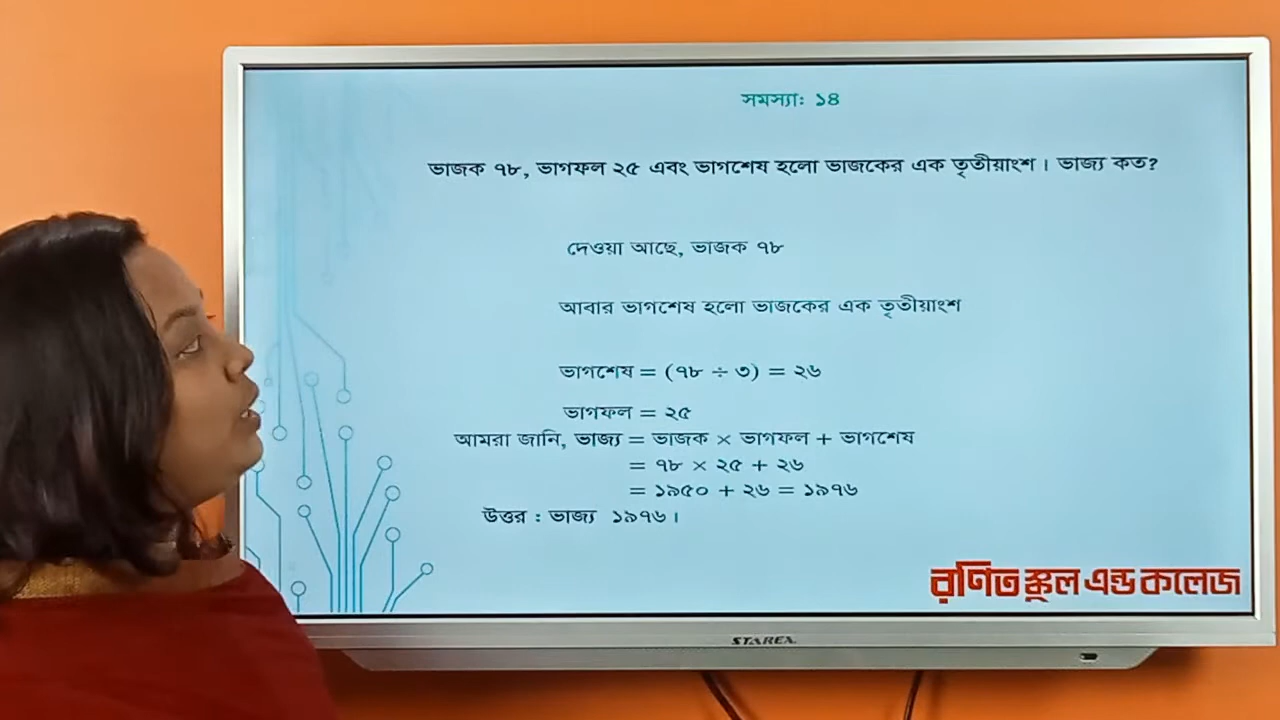 সমস্যাঃ ১৪
ভাজক ৭৮, ভাগফল ২৫ এবং ভাগশেষ হলো ভাজকের এক তৃতীয়াংশ। ভাজ্য কত?
দেওয়া আছে, ভাজক ৭৮
আবার ভাগশেষ হলো ভাজকের এক তৃতীয়াংশ
ভাগশেষ = (৭৮ ÷ ৩) = ২৬
ভাগফল = ২৫
আমরা জানি, ভাজ্য = ভাজক × ভাগফল + ভাগশেষ
= ৭৮ × ২৫ + ২৬
= ১৯৫০ + ২৬ = ১৯৭৬
উত্তর : ভাজ্য ১৯৭৬।
রণিত স্কুল এন্ড কলেজ
STAREX